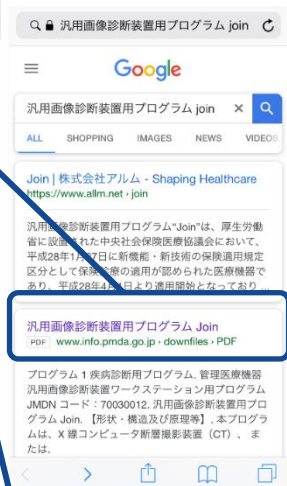 汎用画像診断装置用プログラム join
Google
汎用画像診断装置用プログラム join
ALL SHOPPING IMAGES NEWS VIDEOS
Join | 株式会社アルム - Shaping Healthcare
https://www.allm.net › join
汎用画像診断装置用プログラム“Join”は、厚生労働
省に設置された中央社会保険医療協議会において、
平成28年1月27日に新機能・新技術の保険適用規定
区分として保険診療の適用が認められた医療機器で
あり、平成28年4月1日より適用開始となっており ...
汎用画像診断装置用プログラム Join
PDF www.info.pmda.go.jp › downfiles › PDF
プログラム 1 疾病診断用プログラム. 管理医療機器
汎用画像診断装置ワークステーション用プログラム
JMDN コード：70030012. 汎用画像診断装置用プロ
グラム Join. 【形状・構造及び原理等】. 本プログラ
ムは、X 線コンピュータ断層撮影装置（CT）、 ま
たは.